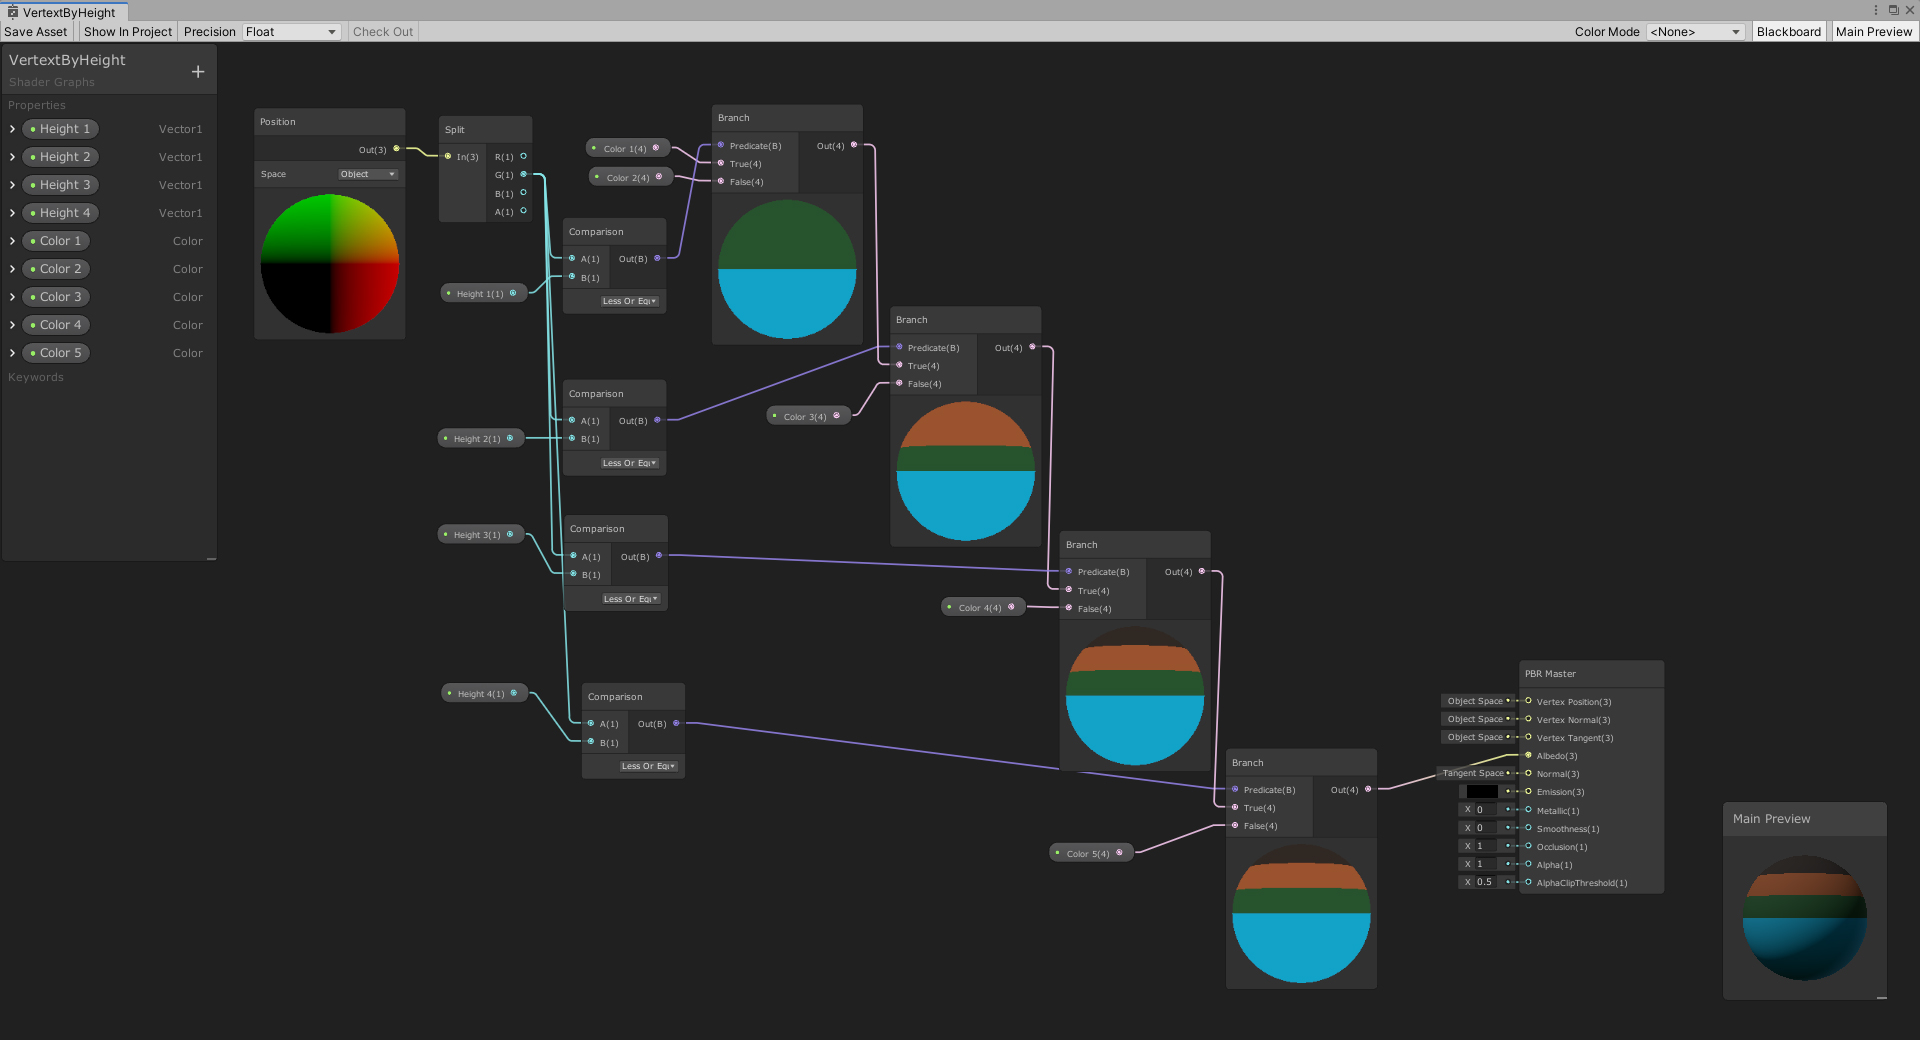 VertextByHeight
Save Asset
Show In Project
Precision
Float
Check Out
Color Mode
<None>
Blackboard
Main Preview
VertextByHeight
Shader Graphs
Properties
Height 1 Vector1
Height 2 Vector1
Height 3 Vector1
Height 4 Vector1
Color 1 Color
Color 2 Color
Color 3 Color
Color 4 Color
Color 5 Color
Keywords
Position
Out(3)
Space Object
Split
In(3) R(1)
G(1)
B(1)
A(1)
Color 1(4)
Color 2(4)
Branch
Predicate(B) Out(4)
True(4)
False(4)
Comparison
A(1) Out(B)
B(1)
Less Or Equ
Height 1(1)
Branch
Predicate(B) Out(4)
True(4)
False(4)
Color 3(4)
Comparison
A(1) Out(B)
B(1)
Less Or Equ
Height 2(1)
Height 3(1)
Comparison
A(1) Out(B)
B(1)
Less Or Equ
Branch
Predicate(B) Out(4)
True(4)
False(4)
Color 4(4)
Height 4(1)
Comparison
A(1) Out(B)
B(1)
Less Or Equ
Branch
Predicate(B) Out(4)
True(4)
False(4)
Color 5(4)
PBR Master
Object Space Vertex Position(3)
Object Space Vertex Normal(3)
Object Space Vertex Tangent(3)
Albedo(3)
Tangent Space Normal(3)
Emission(3)
X 0 Metallic(1)
X 0 Smoothness(1)
X 1 Occlusion(1)
X 1 Alpha(1)
X 0.5 AlphaClipThreshold(1)
Main Preview